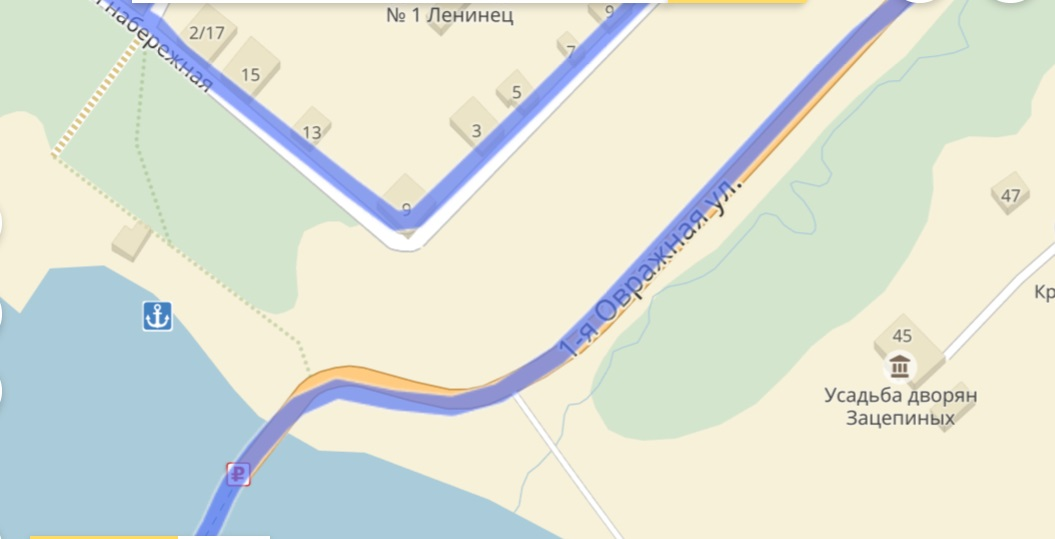 № 1 Ленинец
9
набережная
2/17
7
15
5
13
3
9
1-я Овражная ул.
47
Кр
45
Усадьба дворян
Зацепиных
₽